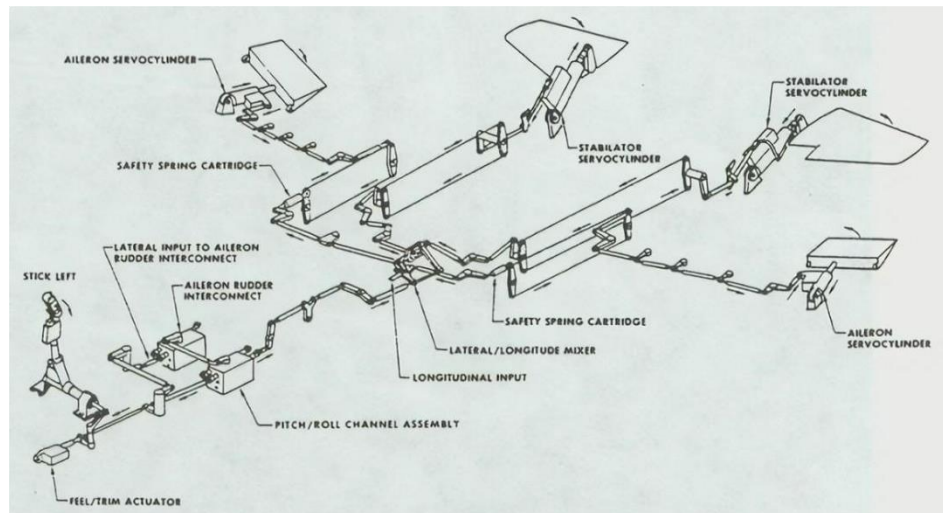 AILERON SERVOCYLINDER
STABILATOR
SERVOCYLINDER
STABILATOR
SERVOCYLINDER
SAFETY SPRING CARTRIDGE
LATERAL INPUT TO AILERON
RUDDER INTERCONNECT
STICK LEFT
AILERON RUDDER
INTERCONNECT
SAFETY SPRING CARTRIDGE
AILERON
SERVOCYLINDER
LATERAL/LONGITUDE MIXER
LONGITUDINAL INPUT
PITCH/ROLL CHANNEL ASSEMBLY
FEEL/TRIM ACTUATOR